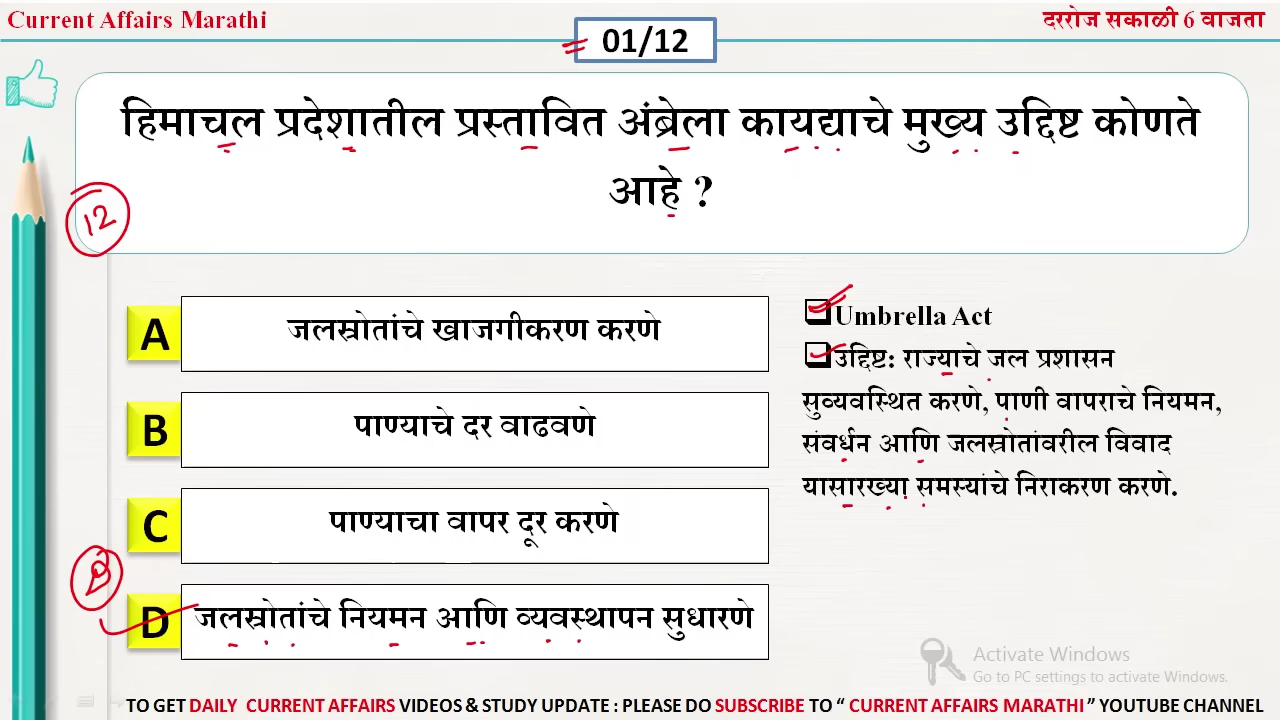 Current Affairs Marathi
01/12
दररोज सकाळी 6 वाजता
हिमाचल प्रदेशातील प्रस्तावित अंब्रेला कायद्याचे मुख्य उद्दिष्ट कोणते
आहे ?
12
A
जलस्रोतांचे खाजगीकरण करणे
B
पाण्याचे दर वाढवणे
C
पाण्याचा वापर दूर करणे
D
जलस्रोतांचे नियमन आणि व्यवस्थापन सुधारणे
Umbrella Act
उद्दिष्ट: राज्याचे जल प्रशासन
सुव्यवस्थित करणे, पाणी वापराचे नियमन,
संवर्धन आणि जलस्रोतांवरील विवाद
यासारख्या समस्यांचे निराकरण करणे.
Activate Windows
Go to PC settings to activate Windows.
TO GET DAILY CURRENT AFFAIRS VIDEOS & STUDY UPDATE : PLEASE DO SUBSCRIBE TO “ CURRENT AFFAIRS MARATHI ” YOUTUBE CHANNEL